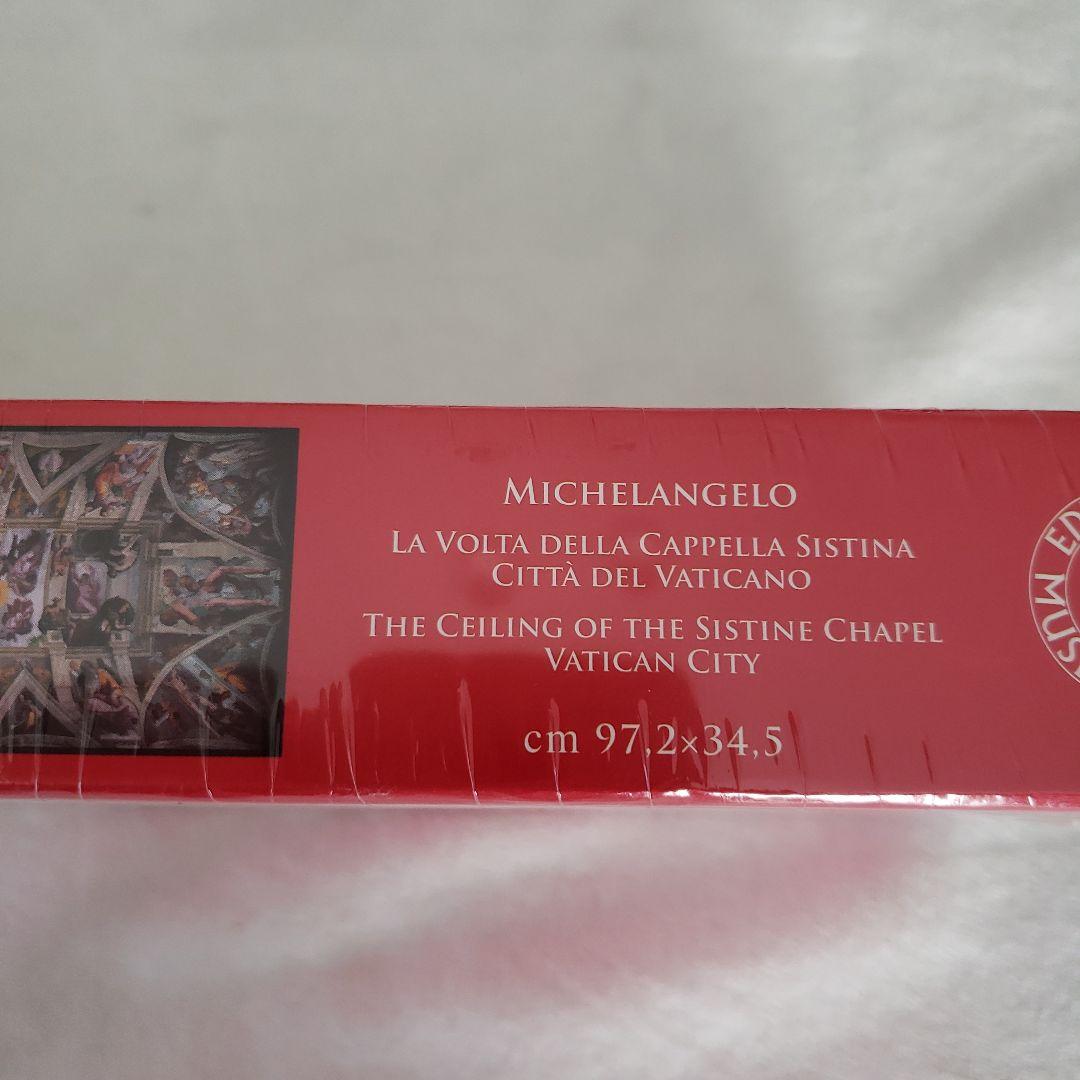 MICHELANGELO
LA VOLTA DELLA CAPPELLA SISTINA
CITTÀ DEL VATICANO
THE CEILING OF THE SISTINE CHAPEL
VATICAN CITY
cm 97,2×34,5